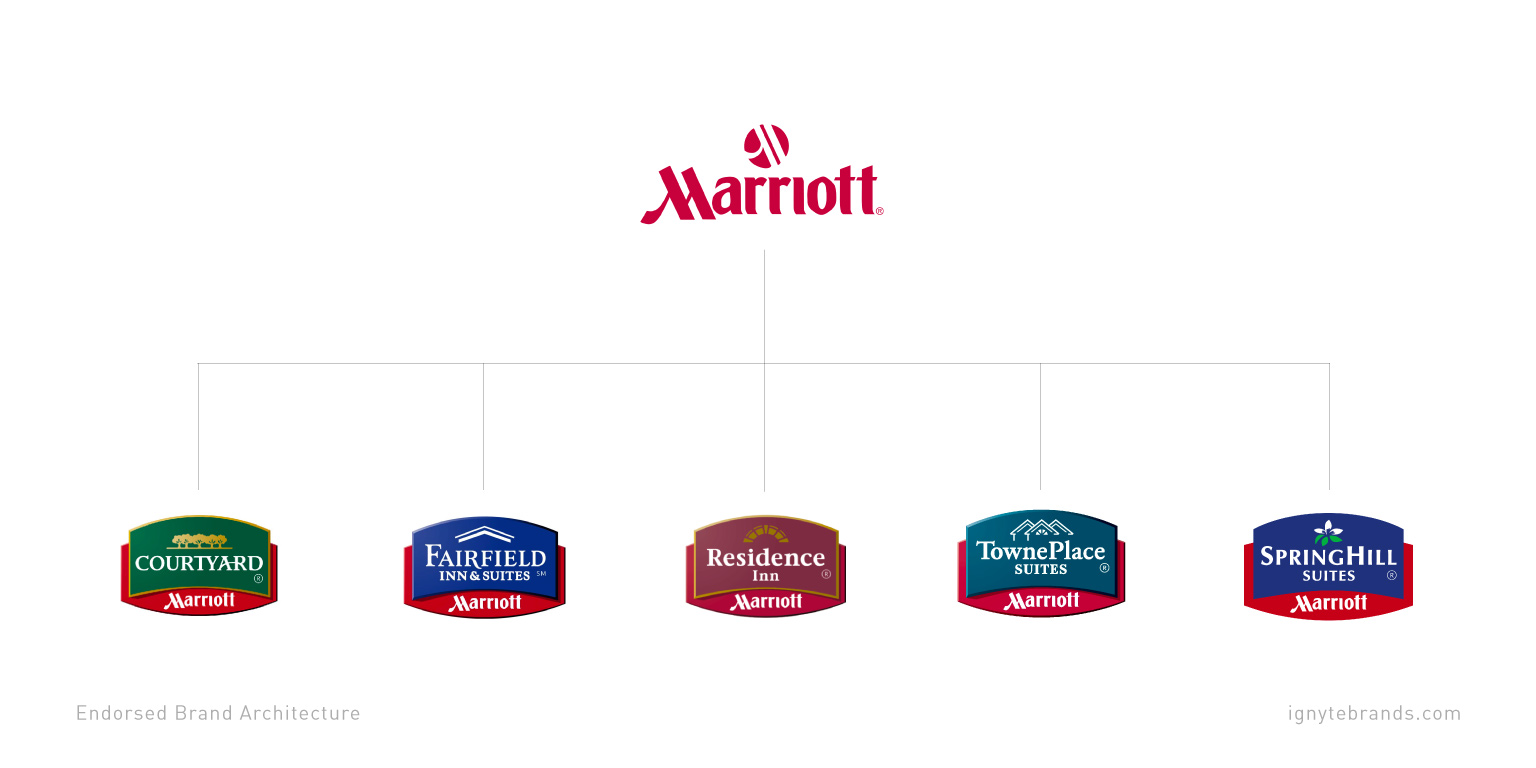 Marriott®
COURTYARD®
Marriott
FAIRFIELD
INN & SUITES SM
Marriott
Residence
Inn ®
Marriott
TownePlace
SUITES ®
Marriott
SPRINGHILL
SUITES ®
Marriott
Endorsed Brand Architecture
ignytebrands.com